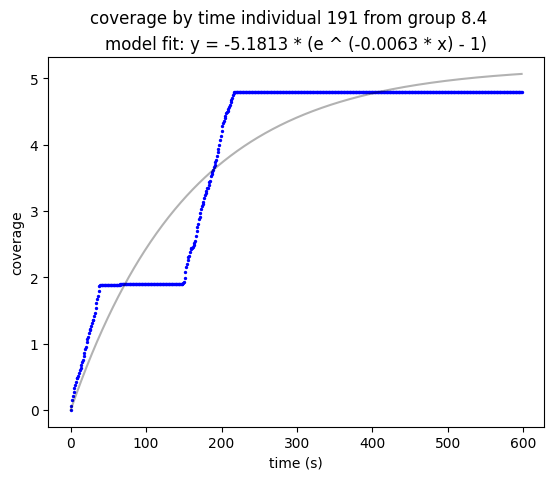 coverage by time individual 191 from group 8.4
model fit: y = -5.1813 * (e ^ (-0.0063 * x) - 1)
5
4
3
2
1
0
coverage
0 100 200 300 400 500 600
time (s)